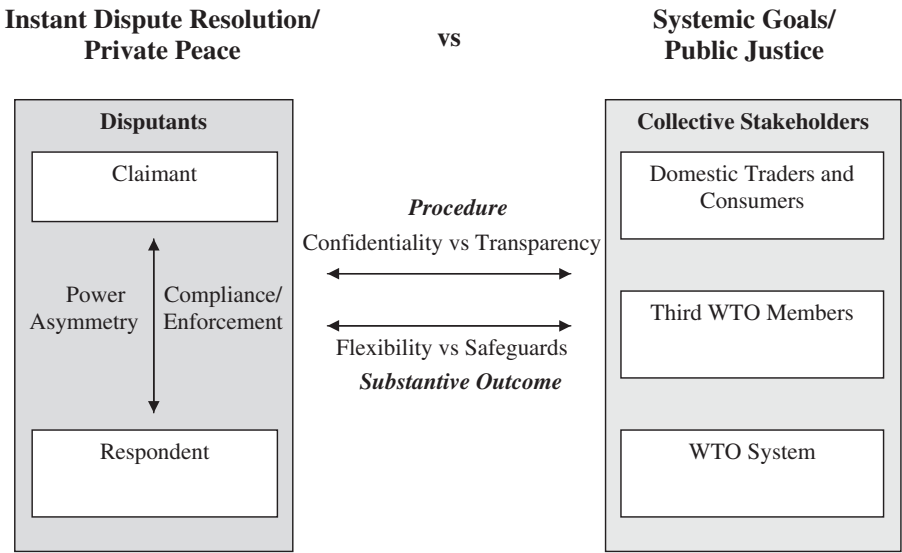 Instant Dispute Resolution/
Private Peace
vs
Systemic Goals/
Public Justice
Disputants
Claimant
Power
Asymmetry
Compliance/
Enforcement
Respondent
Procedure
Confidentiality vs Transparency
Flexibility vs Safeguards
Substantive Outcome
Collective Stakeholders
Domestic Traders and
Consumers
Third WTO Members
WTO System